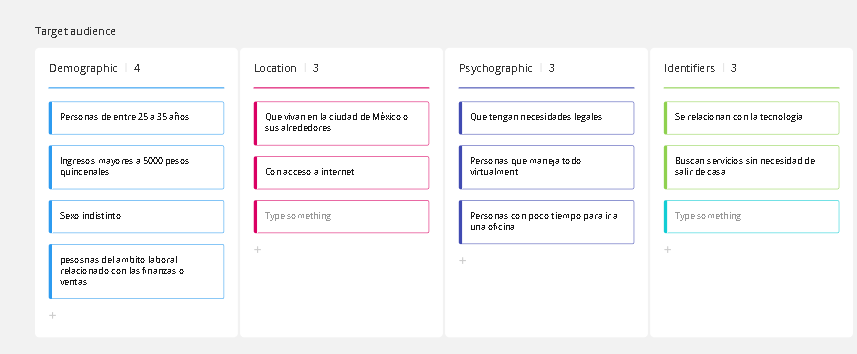 Target audience
Demographic | 4
Personas de entre 25 a 35 años
Ingresos mayores a 5000 pesos
quincenales
Sexo indistinto
pesosnas del ambito laboral
relacionado con las finanzas o
ventas
+
Location | 3
Que vivan en la ciudad de México o
sus alrededores
Con acceso a internet
Type something
+
Psychographic | 3
Que tengan necesidades legales
Personas que maneja todo
virtualment
Personas con poco tiempo para ir a
una oficina
+
Identifiers | 3
Se relacionan con la tecnologia
Buscan servicios sin necesidad de
salir de casa
Type something
+